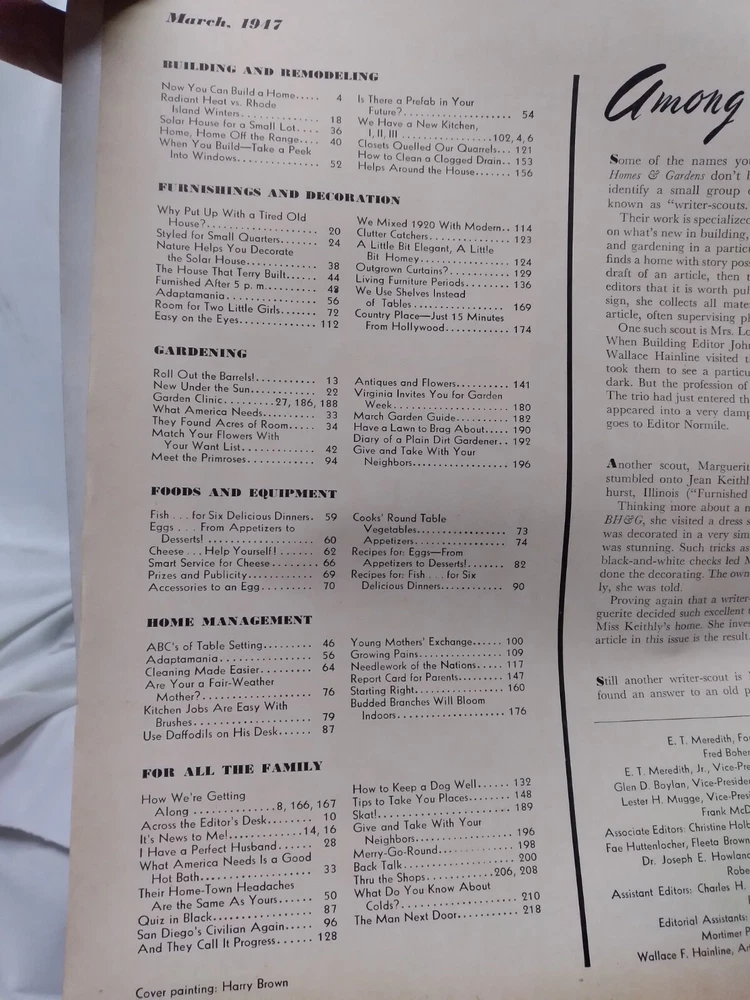 March, 1947
BUILDING AND REMODELING
Now You Can Build a Home..... 4
Radiant Heat vs. Rhode
Island Winters.............. 18
Solar House for a Small Lot.... 36
Home, Home Off the Range.... 40
When You Build—Take a Peek
Into Windows................ 52
Is There a Prefab in Your
Future?..................... 54
We Have a New Kitchen,
I, II, III ..................102, 4, 6
Closets Quelled Our Quarrels... 121
How to Clean a Clogged Drain.. 153
Helps Around the House....... 156
FURNISHINGS AND DECORATION
Why Put Up With a Tired Old
House?...................... 20
Styled for Small Quarters....... 24
Nature Helps You Decorate
the Solar House............. 38
The House That Terry Built..... 44
Furnished After 5 p. m......... 48
Adaptamania.................. 56
Room for Two Little Girls....... 72
Easy on the Eyes.............. 112
We Mixed 1920 With Modern.. 114
Clutter Catchers............... 123
A Little Bit Elegant, A Little
Bit Homey.................. 124
Outgrown Curtains?........... 129
Living Furniture Periods........ 136
We Use Shelves Instead
of Tables................... 169
Country Place—Just 15 Minutes
From Hollywood............ 174
GARDENING
Roll Out the Barrels!........... 13
New Under the Sun........... 22
Garden Clinic.........27, 186, 188
What America Needs......... 33
They Found Acres of Room.... 34
Match Your Flowers With
Your Want List.............. 42
Meet the Primroses........... 94
Antiques and Flowers......... 141
Virginia Invites You for Garden
Week...................... 180
March Garden Guide......... 182
Have a Lawn to Brag About.... 190
Diary of a Plain Dirt Gardener.. 192
Give and Take With Your
Neighbors.................. 196
FOODS AND EQUIPMENT
Fish . . . for Six Delicious Dinners. 59
Eggs . . . From Appetizers to
Desserts! .................. 60
Cheese . . . Help Yourself!...... 62
Smart Service for Cheese....... 66
Prizes and Publicity........... 69
Accessories to an Egg......... 70
Cooks' Round Table
Vegetables................. 73
Appetizers................. 74
Recipes for: Eggs—From
Appetizers to Desserts!...... 82
Recipes for: Fish . . . for Six
Delicious Dinners........... 90
HOME MANAGEMENT
ABC's of Table Setting......... 46
Adaptamania................. 56
Cleaning Made Easier......... 64
Are Your a Fair-Weather
Mother?................... 76
Kitchen Jobs Are Easy With
Brushes.................... 79
Use Daffodils on His Desk...... 87
Young Mothers' Exchange...... 100
Growing Pains............... 109
Needlework of the Nations..... 117
Report Card for Parents....... 147
Starting Right................ 160
Budded Branches Will Bloom
Indoors.................... 176
FOR ALL THE FAMILY
How We're Getting
Along ...............8, 166, 167
Across the Editor's Desk....... 10
It's News to Me!............14, 16
I Have a Perfect Husband...... 28
What America Needs Is a Good
Hot Bath................... 33
Their Home-Town Headaches
Are the Same As Yours....... 50
Quiz in Black................ 87
San Diego's Civilian Again..... 96
And They Call It Progress...... 128
How to Keep a Dog Well...... 132
Tips to Take You Places........ 148
Skat!........................ 189
Give and Take With Your
Neighbors.................. 196
Merry-Go-Round............. 198
Back Talk................... 200
Thru the Shops............206, 208
What Do You Know About
Colds?..................... 210
The Man Next Door........... 218
Cover painting: Harry Brown
Among
Some of the names you
Homes & Gardens don't
identify a small group
known as "writer-scouts.
Their work is specialized
on what's new in building,
and gardening in a particu
finds a home with story pos
draft of an article, then
editors that it is worth pu
sign, she collects all mate
article, often supervising p
One such scout is Mrs. Lo
When Building Editor John
Wallace Hainline visited
took them to see a particu
dark. But the profession of
The trio had just entered th
appeared into a very damp
goes to Editor Normile.
Another scout, Marguerit
stumbled onto Jean Keithl
hurst, Illinois ("Furnished
Thinking more about a n
BH&G, she visited a dress
was decorated in a very sim
was stunning. Such tricks as
black-and-white checks led M
done the decorating. The own
ly, she was told.
Proving again that a writer-
guerite decided such excellent
Miss Keithly's home. She inves
article in this issue is the result.
Still another writer-scout is
found an answer to an old p
E. T. Meredith, Fo
Fred Boher
E. T. Meredith, Jr., Vice-Pre
Glen D. Boylan, Vice-Presiden
Lester H. Mugge, Vice-Presi
Frank McD
Associate Editors: Christine Holb
Fae Huttenlocher, Fleeta Brown
Dr. Joseph E. Howland
Robe
Assistant Editors: Charles H.
Editorial Assistants:
Mortimer P
Wallace F. Hainline, Ar